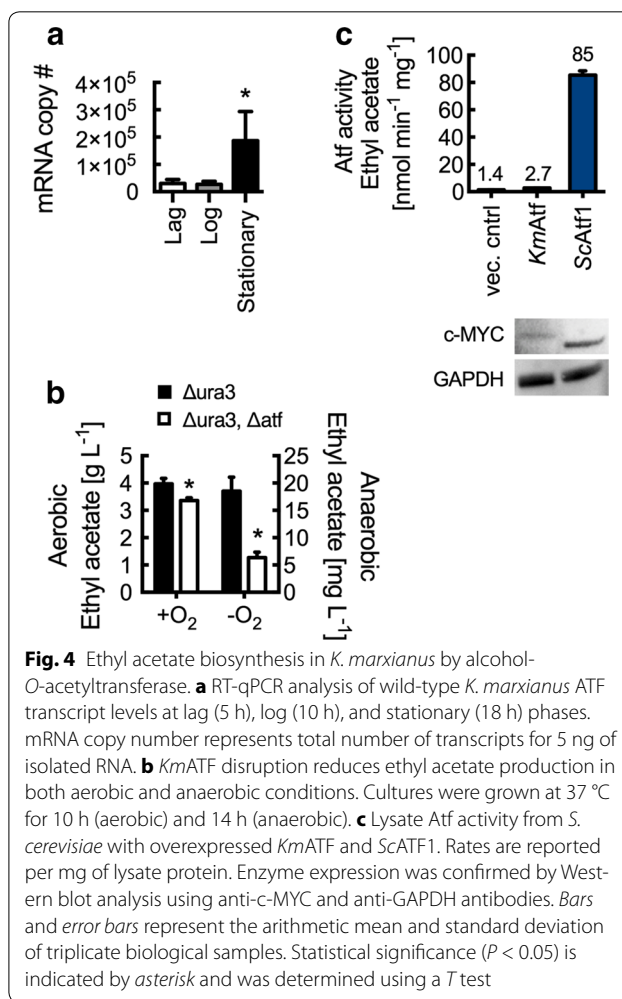 a
mRNA copy #
4×10⁵
3×10⁵
2×10⁵
1×10⁵
0
*
Lag
Log
Stationary
c
Atf activity
Ethyl acetate
[nmol min⁻¹ mg⁻¹]
100
80
60
40
20
0
1.4
2.7
85
vec. cntrl
KmAtf
ScAtf1
c-MYC
GAPDH
b
Δura3
Δura3, Δatf
Aerobic
Ethyl acetate [g L⁻¹]
5
4
3
2
1
0
*
*
25
20
15
10
5
0
Anaerobic
Ethyl acetate [mg L⁻¹]
+O₂
-O₂
Fig. 4 Ethyl acetate biosynthesis in K. marxianus by alcohol-
O-acetyltransferase. a RT-qPCR analysis of wild-type K. marxianus ATF
transcript levels at lag (5 h), log (10 h), and stationary (18 h) phases.
mRNA copy number represents total number of transcripts for 5 ng of
isolated RNA. b KmATF disruption reduces ethyl acetate production in
both aerobic and anaerobic conditions. Cultures were grown at 37 °C
for 10 h (aerobic) and 14 h (anaerobic). c Lysate Atf activity from S.
cerevisiae with overexpressed KmATF and ScATF1. Rates are reported
per mg of lysate protein. Enzyme expression was confirmed by West-
ern blot analysis using anti-c-MYC and anti-GAPDH antibodies. Bars
and error bars represent the arithmetic mean and standard deviation
of triplicate biological samples. Statistical significance (P < 0.05) is
indicated by asterisk and was determined using a T test